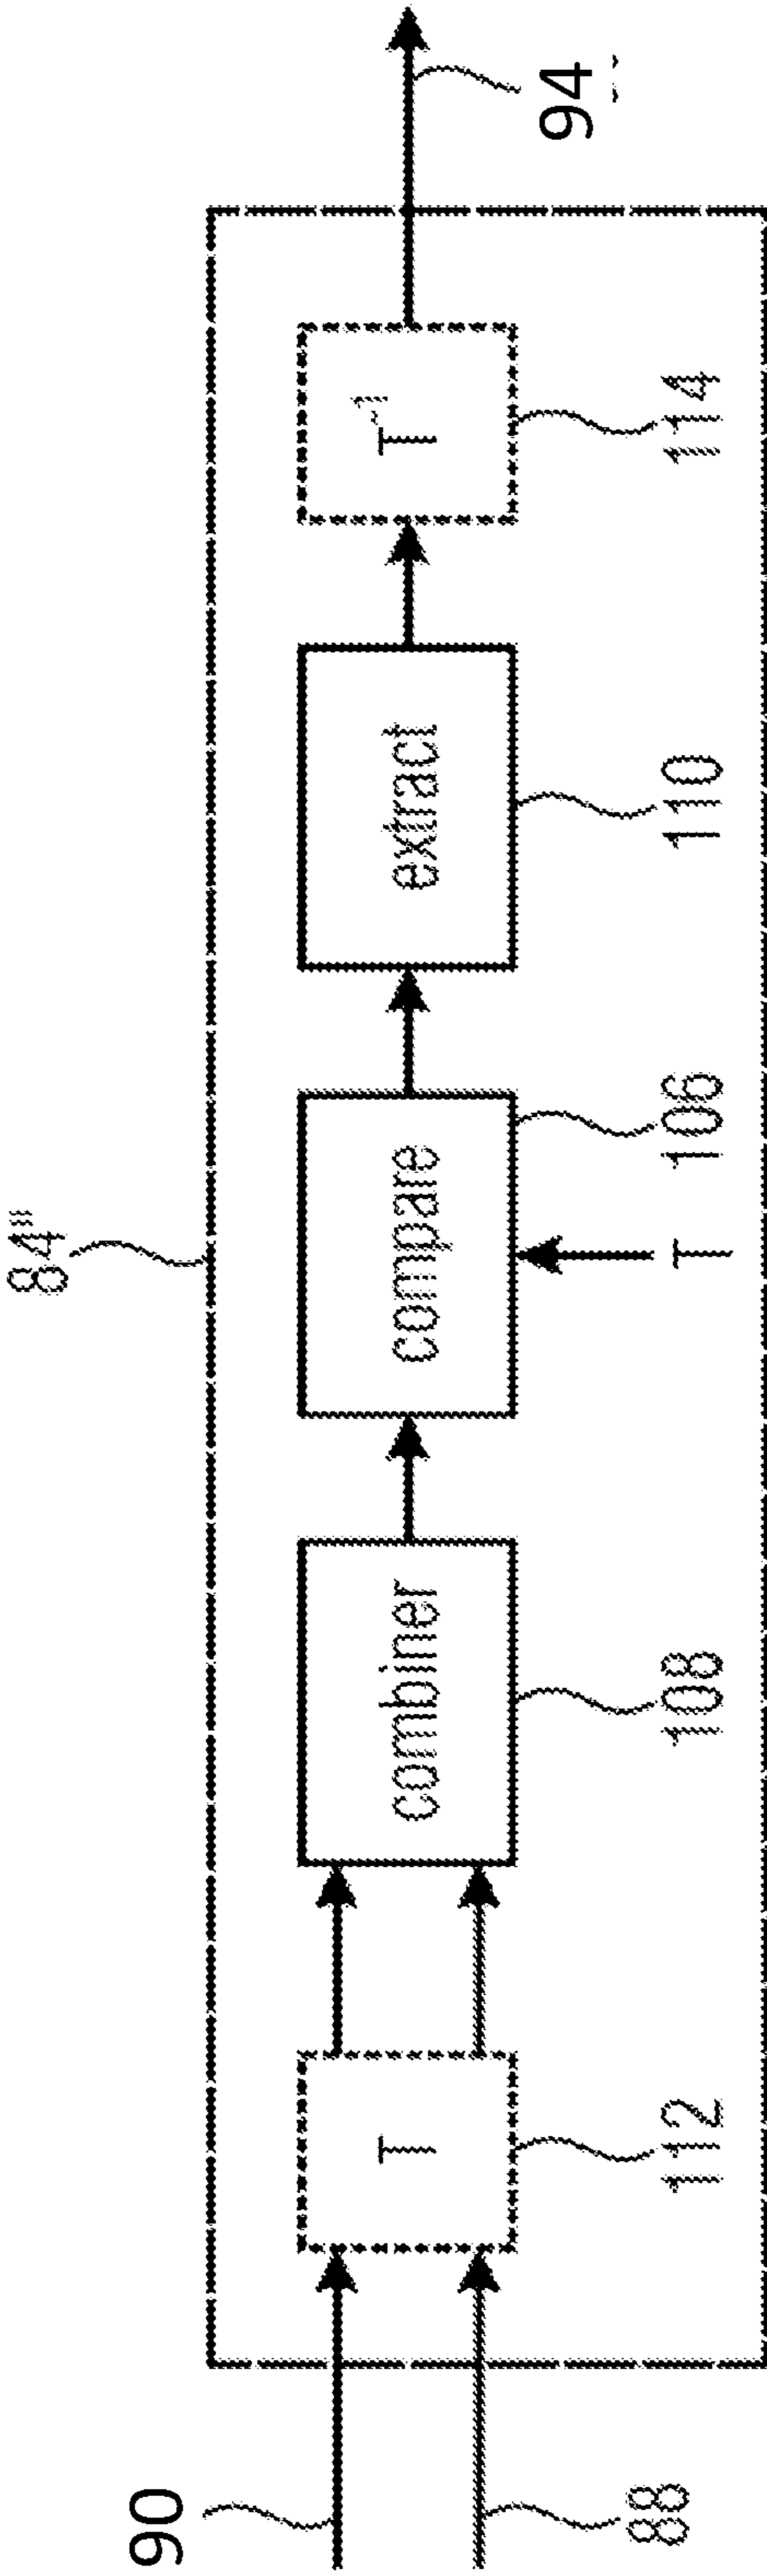 84'''
90
88
T
112
combiner
108
compare
106
T
extract
110
T⁻¹
114
94